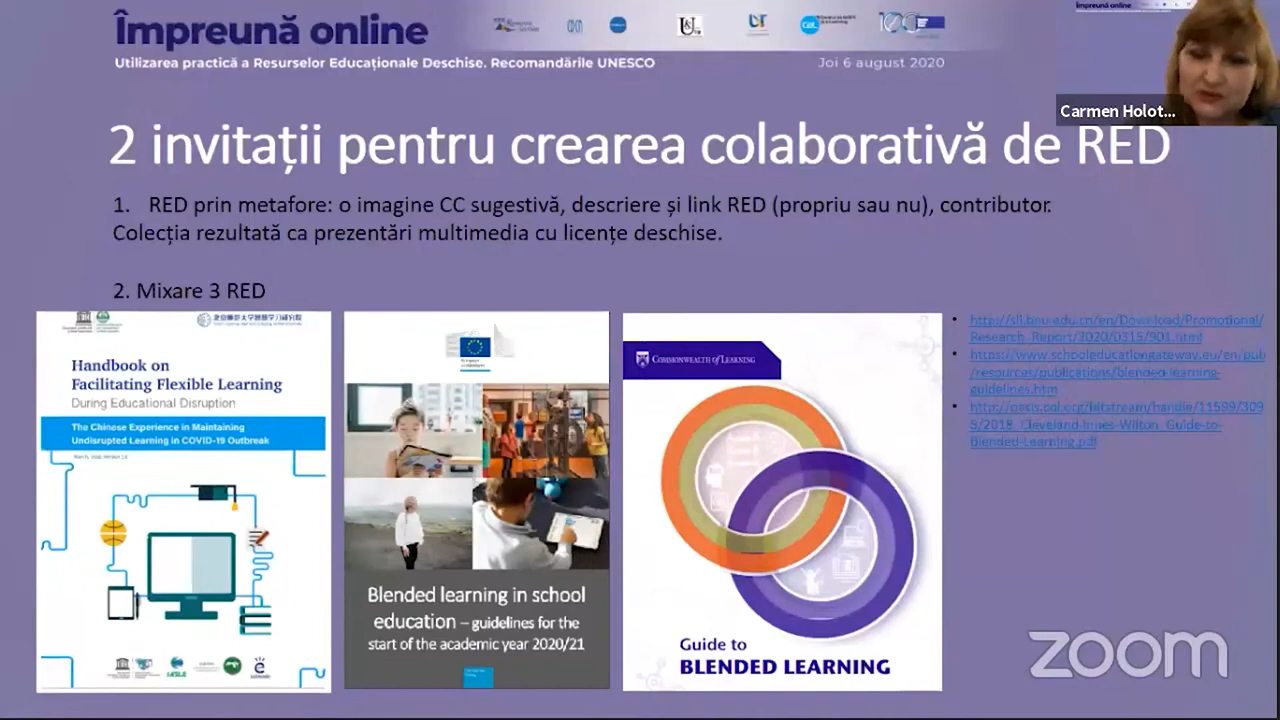 Împreună online
Utilizarea practică a Resurselor Educaționale Deschise. Recomandările UNESCO
Joi 6 august 2020
Împreună online
Carmen Holot...
2 invitații pentru crearea colaborativă de RED
1. RED prin metafore: o imagine CC sugestivă, descriere și link RED (propriu sau nu), contributor.
Colecția rezultată ca prezentări multimedia cu licențe deschise.
2. Mixare 3 RED
Handbook on
Facilitating Flexible Learning
During Educational Disruption
The Chinese Experience in Maintaining
Undisrupted Learning in COVID-19 Outbreak
Blended learning in school
education – guidelines for the
start of the academic year 2020/21
COMMONWEALTH OF LEARNING
Guide to
BLENDED LEARNING
• http://sli.bnu.edu.cn/en/Download/Promotional/
Research_Report/2020/0315/901.html
• https://www.schooleducationgateway.eu/en/pub
/resources/publications/blended-learning-
guidelines.htm
• http://oasis.col.org/bitstream/handle/11599/309
5/2018_Cleveland-Innes-Wilton_Guide-to-
Blended-Learning.pdf
zoom